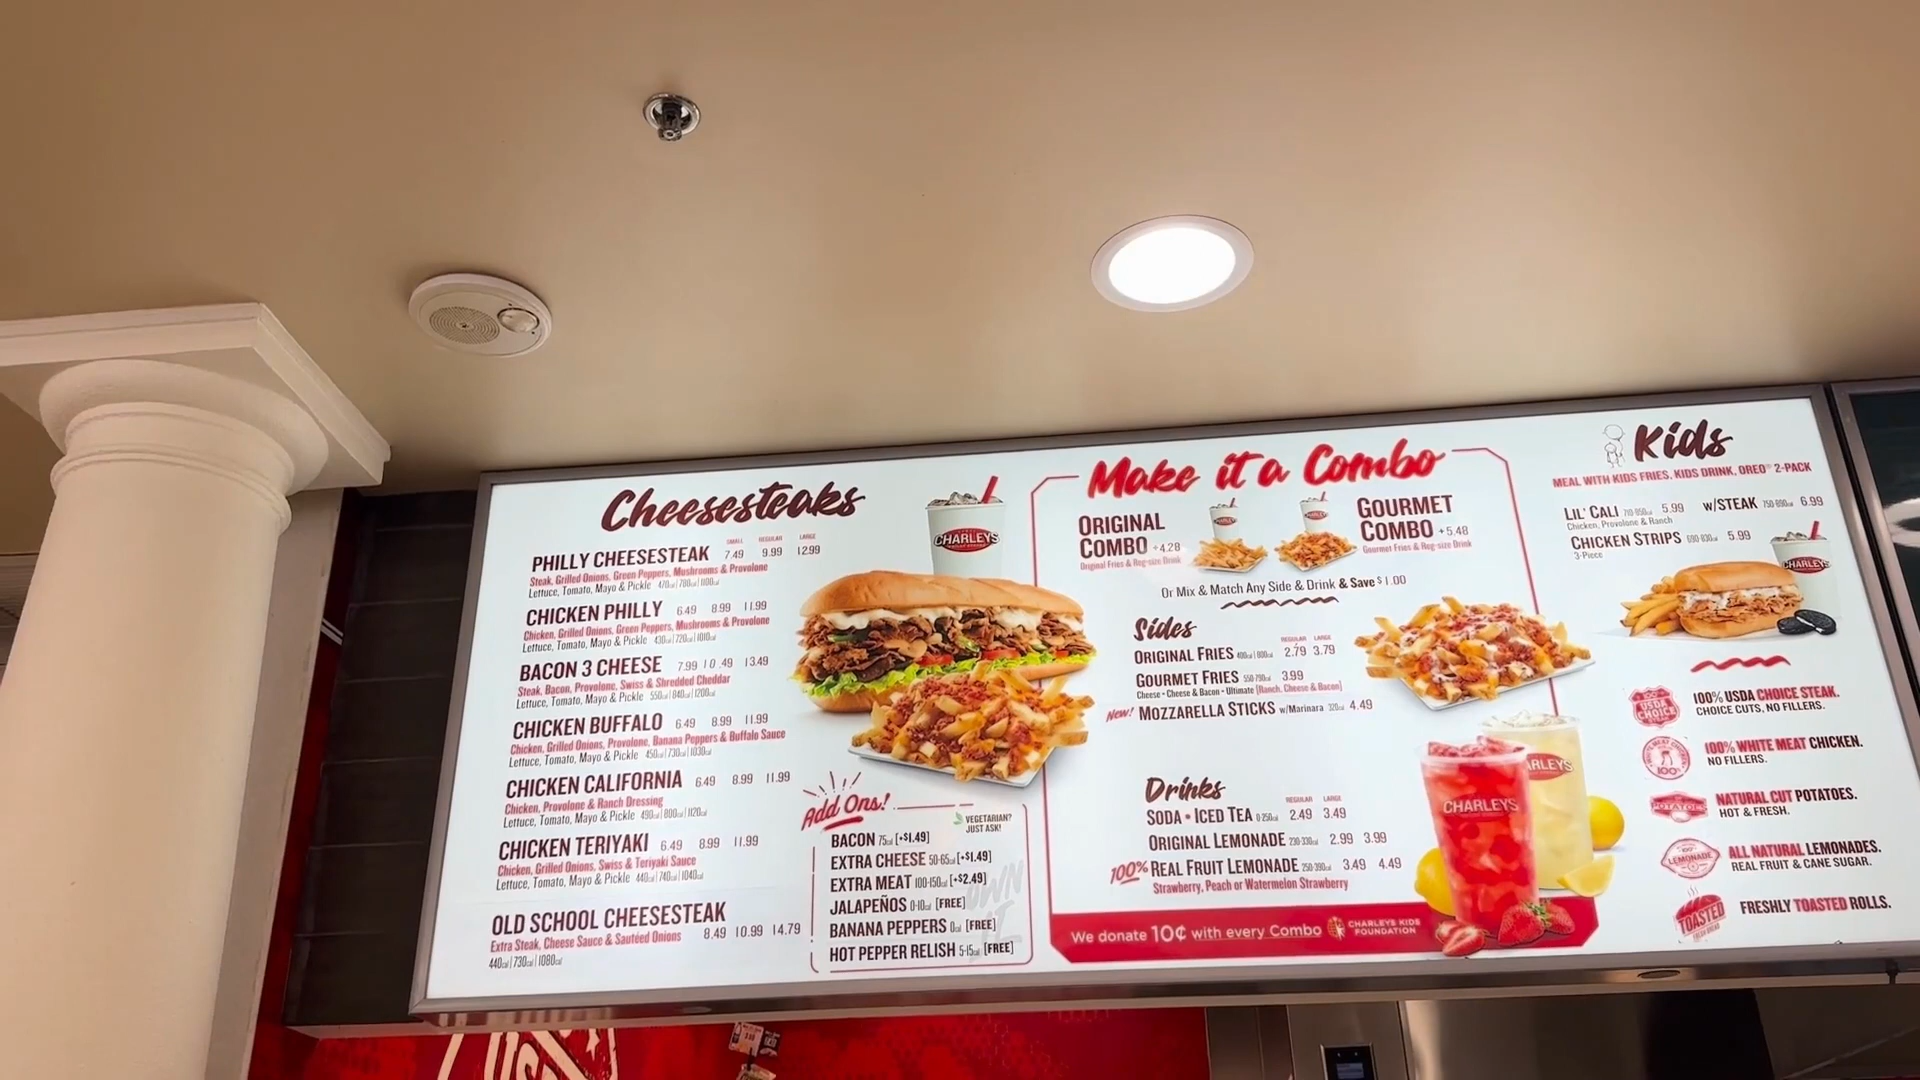 Cheesesteaks
SMALL REGULAR LARGE
PHILLY CHEESESTEAK 7.49 9.99 12.99
Steak, Grilled Onions, Green Peppers, Mushrooms & Provolone
Lettuce, Tomato, Mayo & Pickle 470cal|780cal|1100cal
CHICKEN PHILLY 6.49 8.99 11.99
Chicken, Grilled Onions, Green Peppers, Mushrooms & Provolone
Lettuce, Tomato, Mayo & Pickle 430cal|720cal|1010cal
BACON 3 CHEESE 7.99 10.49 13.49
Steak, Bacon, Provolone, Swiss & Shredded Cheddar
Lettuce, Tomato, Mayo & Pickle 550cal|840cal|1200cal
CHICKEN BUFFALO 6.49 8.99 11.99
Chicken, Grilled Onions, Provolone, Banana Peppers & Buffalo Sauce
Lettuce, Tomato, Mayo & Pickle 450cal|730cal|1030cal
CHICKEN CALIFORNIA 6.49 8.99 11.99
Chicken, Provolone & Ranch Dressing
Lettuce, Tomato, Mayo & Pickle 490cal|800cal|1120cal
CHICKEN TERIYAKI 6.49 8.99 11.99
Chicken, Grilled Onions, Swiss & Teriyaki Sauce
Lettuce, Tomato, Mayo & Pickle 440cal|740cal|1040cal
OLD SCHOOL CHEESESTEAK 8.49 10.99 14.79
Extra Steak, Cheese Sauce & Sautéed Onions
440cal|730cal|1080cal
CHARLEYS
Add Ons!
VEGETARIAN?
JUST ASK!
BACON 75cal [+$1.49]
EXTRA CHEESE 50-65cal [+$1.49]
EXTRA MEAT 100-150cal [+$2.49]
JALAPEÑOS 0-10cal [FREE]
BANANA PEPPERS 0cal [FREE]
HOT PEPPER RELISH 5-15cal [FREE]
OWN
IT
Make it a Combo
ORIGINAL
COMBO +4.28
Original Fries & Reg-size Drink
CHARLEYS
CHARLEYS
GOURMET
COMBO +5.48
Gourmet Fries & Reg-size Drink
Or Mix & Match Any Side & Drink & Save $1.00
Sides
REGULAR LARGE
ORIGINAL FRIES 400cal|800cal 2.79 3.79
GOURMET FRIES 550-790cal 3.99
Cheese • Cheese & Bacon • Ultimate [Ranch, Cheese & Bacon]
New! MOZZARELLA STICKS w/Marinara 320cal 4.49
Drinks
REGULAR LARGE
SODA • ICED TEA 0-250cal 2.49 3.49
ORIGINAL LEMONADE 230-330cal 2.99 3.99
100% REAL FRUIT LEMONADE 250-390cal 3.49 4.49
Strawberry, Peach or Watermelon Strawberry
CHARLEYS
ARLEYS
We donate 10¢ with every Combo
CHARLEYS KIDS
FOUNDATION
Kids
MEAL WITH KIDS FRIES, KIDS DRINK, OREO® 2-PACK
LIL' CALI 710-850cal 5.99 w/STEAK 750-890cal 6.99
Chicken, Provolone & Ranch
CHICKEN STRIPS 690-830cal 5.99
3-Piece
CHARLEYS
USDA
CHOICE
100% USDA CHOICE STEAK.
CHOICE CUTS, NO FILLERS.
100%
100% WHITE MEAT CHICKEN.
NO FILLERS.
POTATOES
NATURAL CUT POTATOES.
HOT & FRESH.
LEMONADE
ALL NATURAL LEMONADES.
REAL FRUIT & CANE SUGAR.
TOASTED
FRESHLY TOASTED ROLLS.